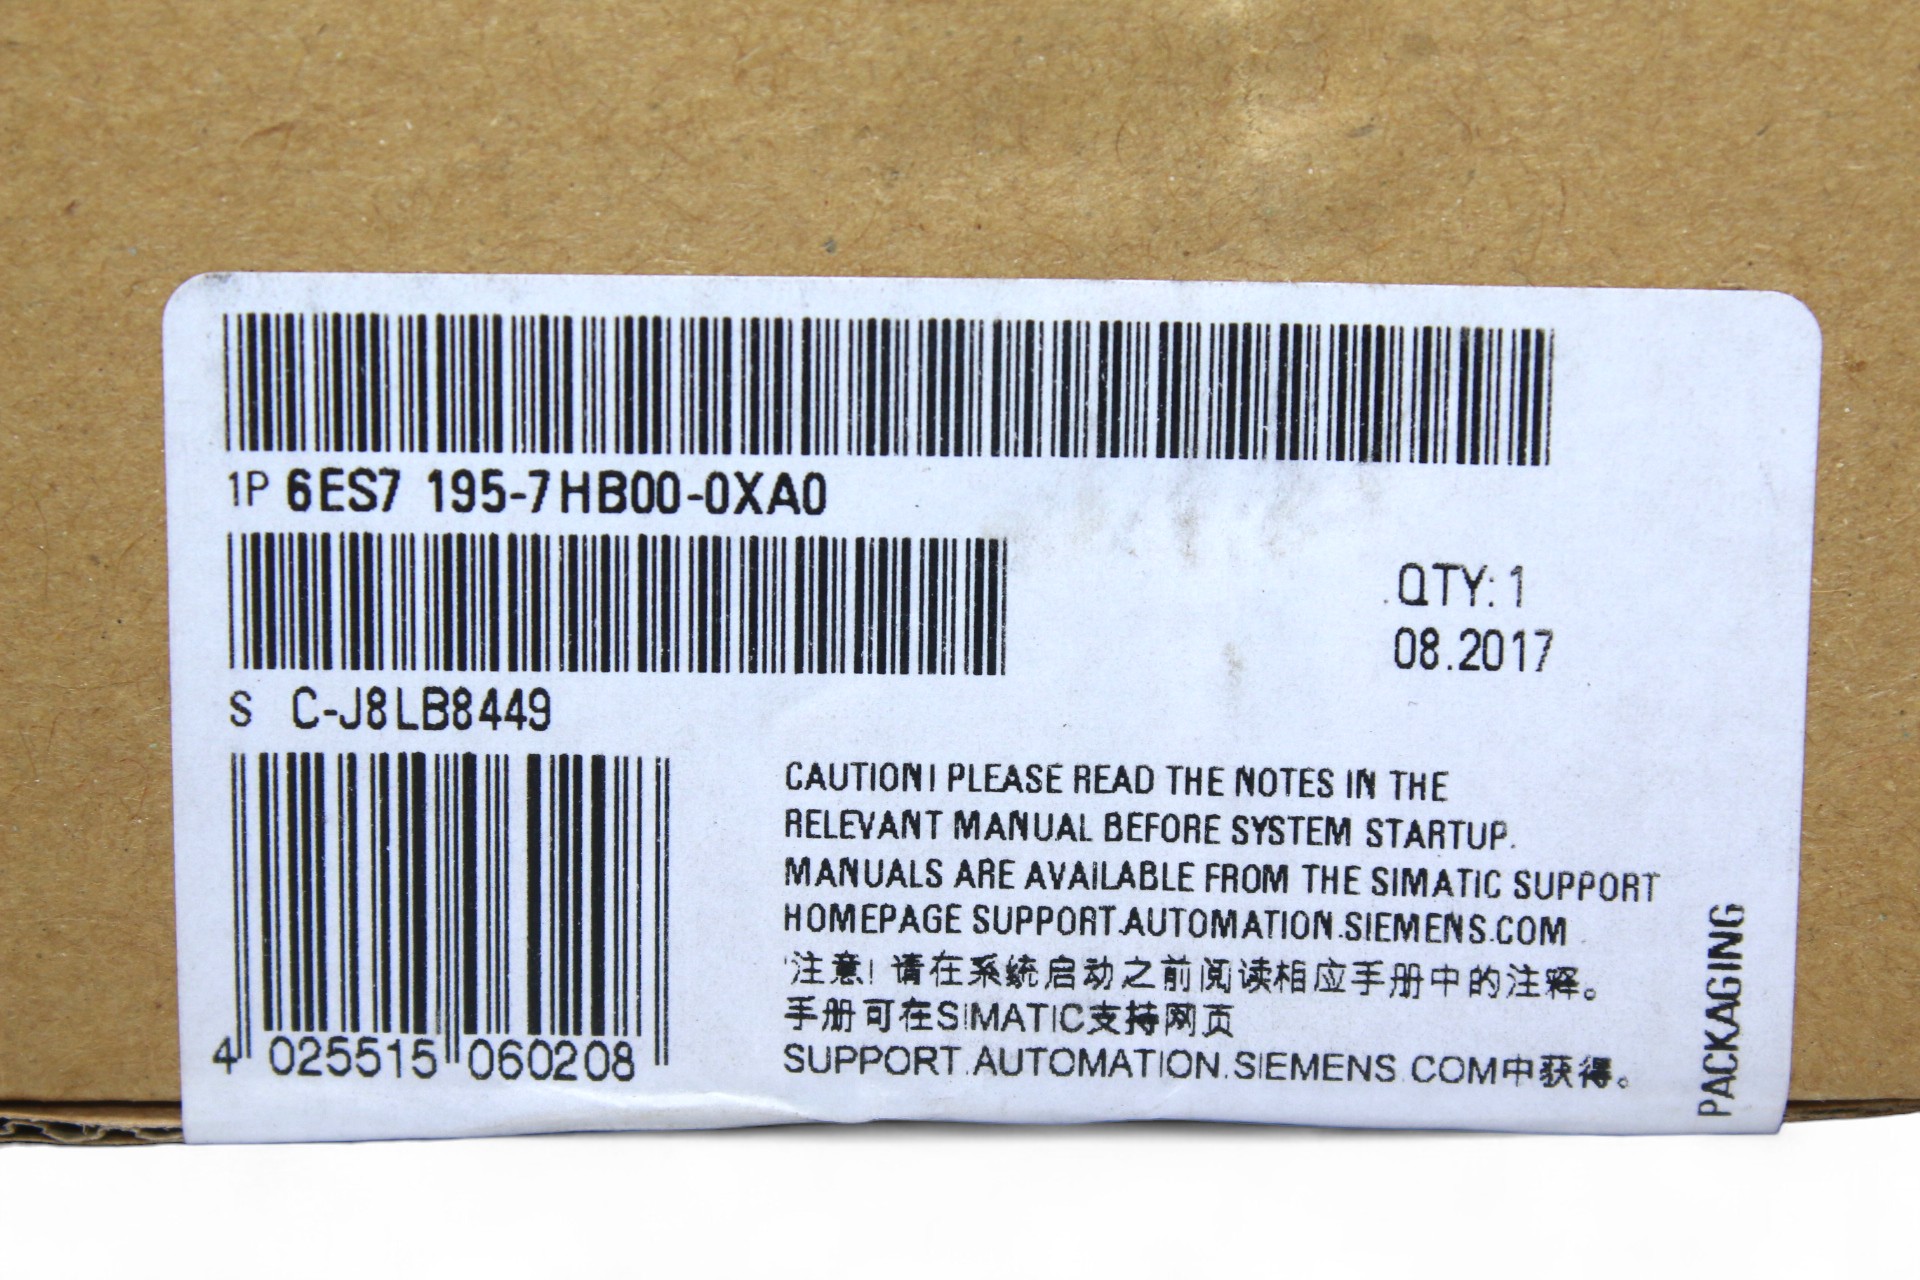 1P 6ES7 195-7HB00-0XA0
QTY: 1
08.2017
S C-J8LB8449
4 025515 060208
CAUTION! PLEASE READ THE NOTES IN THE
RELEVANT MANUAL BEFORE SYSTEM STARTUP.
MANUALS ARE AVAILABLE FROM THE SIMATIC SUPPORT
HOMEPAGE SUPPORT.AUTOMATION.SIEMENS.COM
注意! 请在系统启动之前阅读相应手册中的注释。
手册可在SIMATIC支持网页
SUPPORT.AUTOMATION.SIEMENS.COM中获得。
PACKAGING